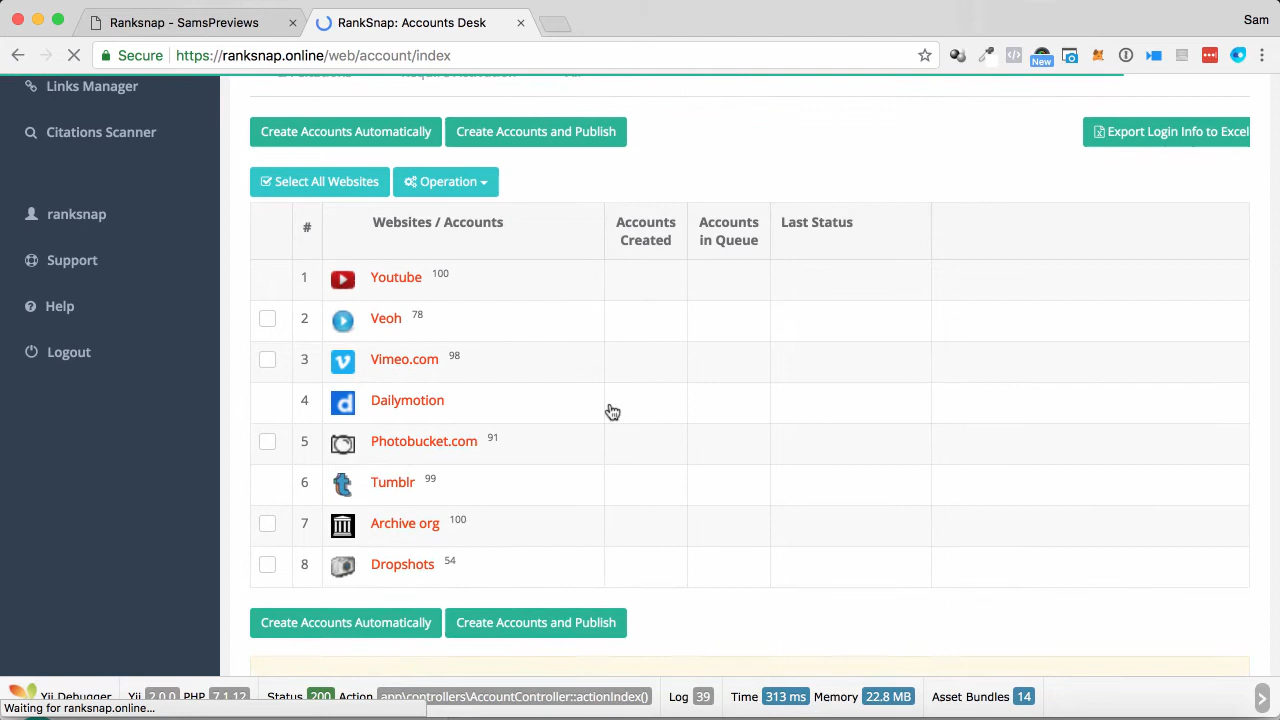 Ranksnap - SamsPreviews
RankSnap: Accounts Desk
Sam
Secure
https://ranksnap.online/web/account/index
New
Links Manager
Citations Scanner
ranksnap
Support
Help
Logout
Create Accounts Automatically
Create Accounts and Publish
Export Login Info to Excel
Select All Websites
Operation
#
Websites / Accounts
Accounts Created
Accounts in Queue
Last Status
1 Youtube 100
2 Veoh 78
3 Vimeo.com 98
4 Dailymotion
5 Photobucket.com 91
6 Tumblr 99
7 Archive org 100
8 Dropshots 54
Create Accounts Automatically
Create Accounts and Publish
Yii Debugger Yii 2.0.0 PHP 7.1.12 Status 200 Action app\controllers\AccountController::actionIndex() Log 39 Time 313 ms Memory 22.8 MB Asset Bundles 14
Waiting for ranksnap.online...